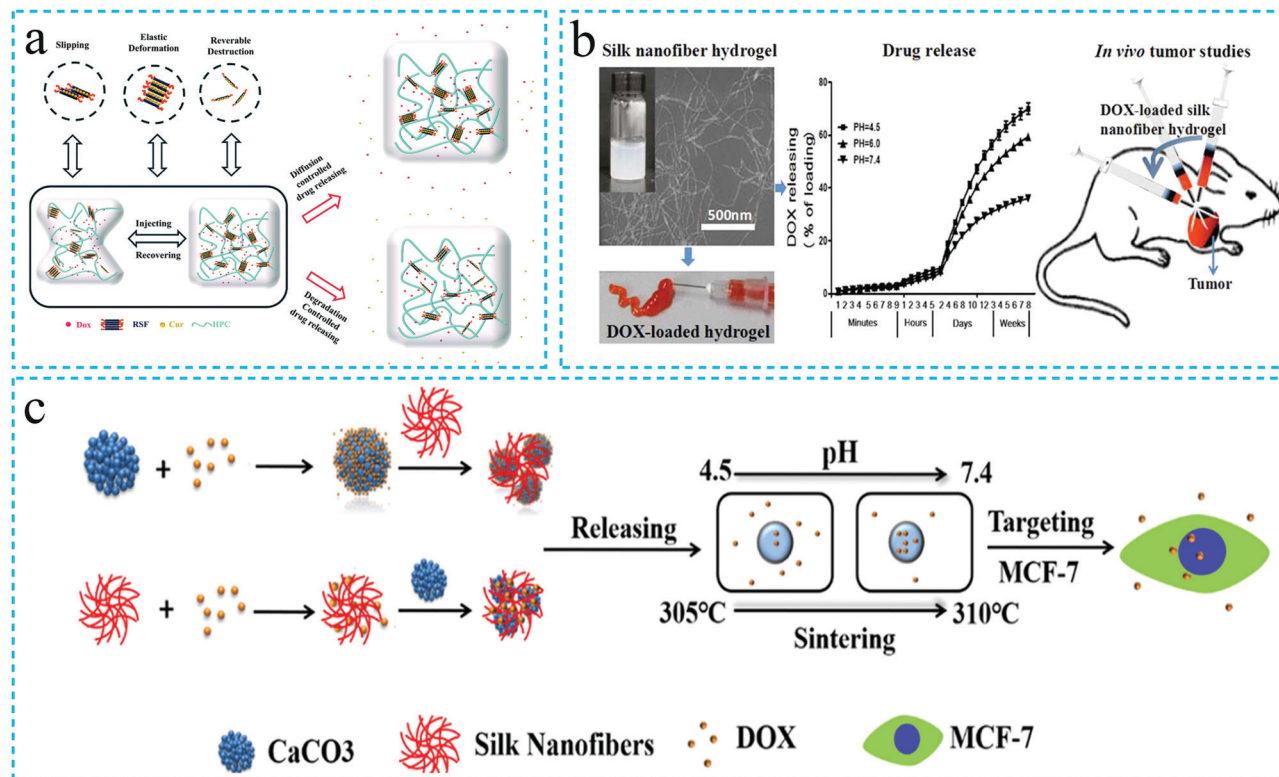 a
Slipping
Elastic
Deformation
Reverable
Destruction
Injecting
Recovering
Diffusion
controlled
drug releasing
Degradation
Controlled
drug releasing
Dox
RSF
Cur
HPC
b
Silk nanofiber hydrogel
500nm
DOX-loaded hydrogel
Drug release
DOX releasing
( % of loading)
80
60
40
20
0
PH=4.5
PH=6.0
PH=7.4
1 2 3 4 5 6 7 8 9 1 2 3 4 5 2 4 6 8 10 12 3 4 5 6 7 8
Minutes
Hours
Days
Weeks
In vivo tumor studies
DOX-loaded silk
nanofiber hydrogel
Tumor
c
+
+
Releasing
4.5
pH
7.4
305℃
Sintering
310℃
Targeting
MCF-7
CaCO3
Silk Nanofibers
DOX
MCF-7